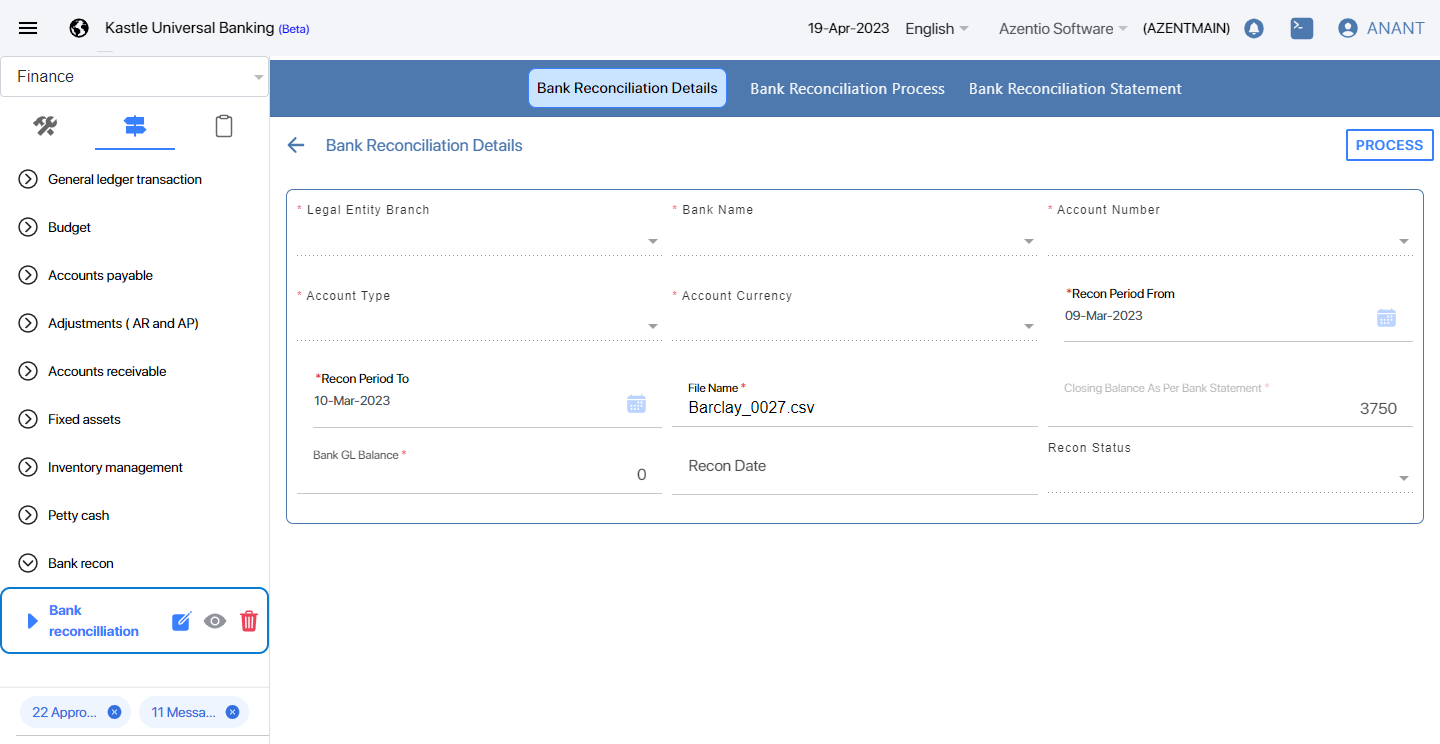 Kastle Universal Banking (Beta)
19-Apr-2023
English
Azentio Software
(AZENTMAIN)
ANANT
Finance
Bank Reconciliation Details
Bank Reconciliation Process
Bank Reconciliation Statement
Bank Reconciliation Details
PROCESS
General ledger transaction
Budget
Accounts payable
Adjustments ( AR and AP)
Accounts receivable
Fixed assets
Inventory management
Petty cash
Bank recon
Bank
reconcilliation
22 Appro...
11 Messa...
* Legal Entity Branch
* Bank Name
* Account Number
* Account Type
* Account Currency
*Recon Period From
09-Mar-2023
*Recon Period To
10-Mar-2023
File Name *
Barclay_0027.csv
Closing Balance As Per Bank Statement *
3750
Bank GL Balance *
0
Recon Date
Recon Status